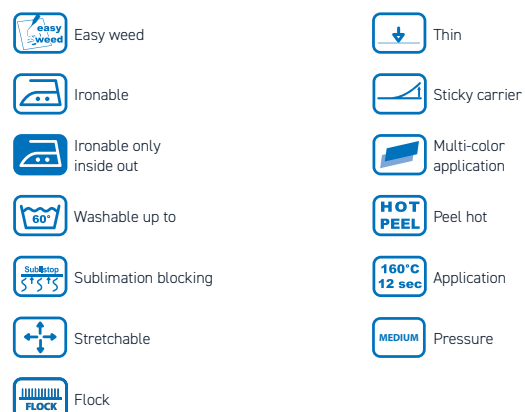 easy
weed
Easy weed
Ironable
Ironable only
inside out
60°
Washable up to
Sublistop
Sublimation blocking
Stretchable
FLOCK
Flock
Thin
Sticky carrier
Multi-color
application
HOT
PEEL
Peel hot
160°C
12 sec
Application
MEDIUM
Pressure